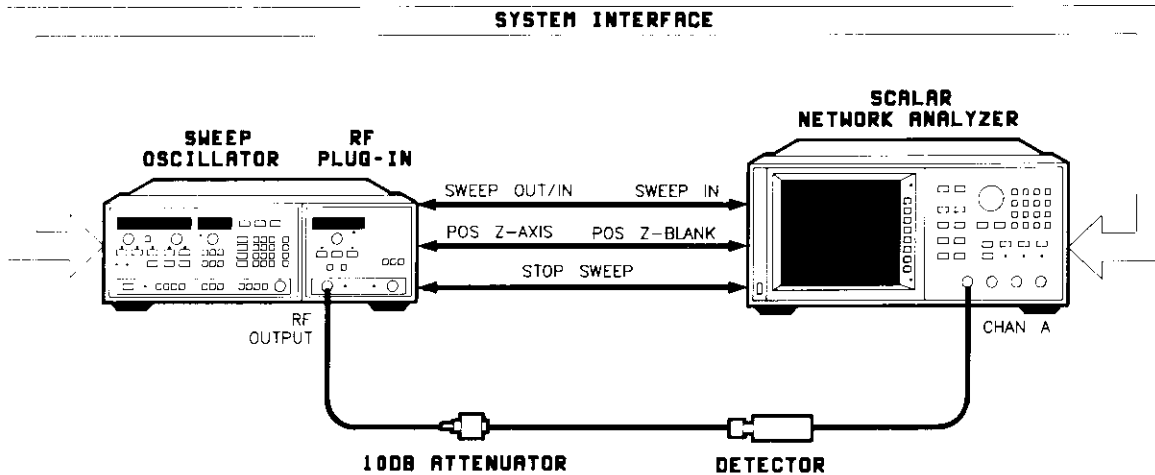 SYSTEM INTERFACE
SCALAR
NETWORK ANALYZER
SWEEP
OSCILLATOR
RF
PLUG-IN
SWEEP OUT/IN
SWEEP IN
POS Z-AXIS
POS Z-BLANK
STOP SWEEP
RF
OUTPUT
CHAN A
10DB ATTENUATOR
DETECTOR